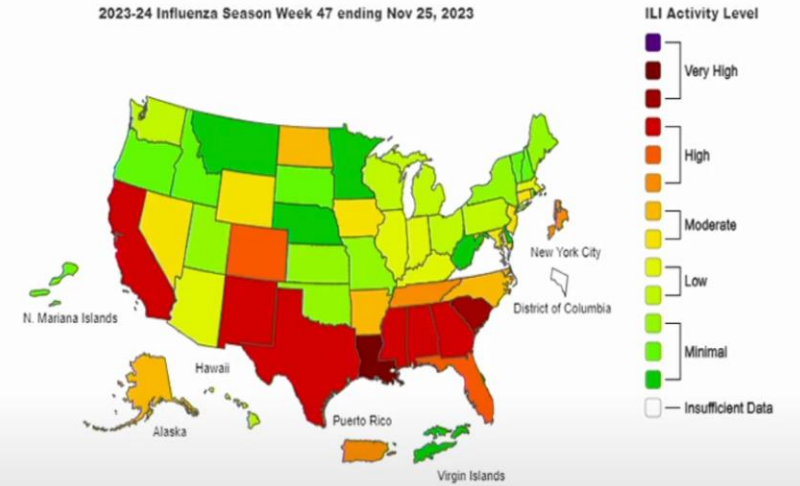 2023-24 Influenza Season Week 47 ending Nov 25, 2023
ILI Activity Level
Very High
High
Moderate
Low
Minimal
Insufficient Data
New York City
District of Columbia
N. Mariana Islands
Hawaii
Alaska
Puerto Rico
Virgin Islands